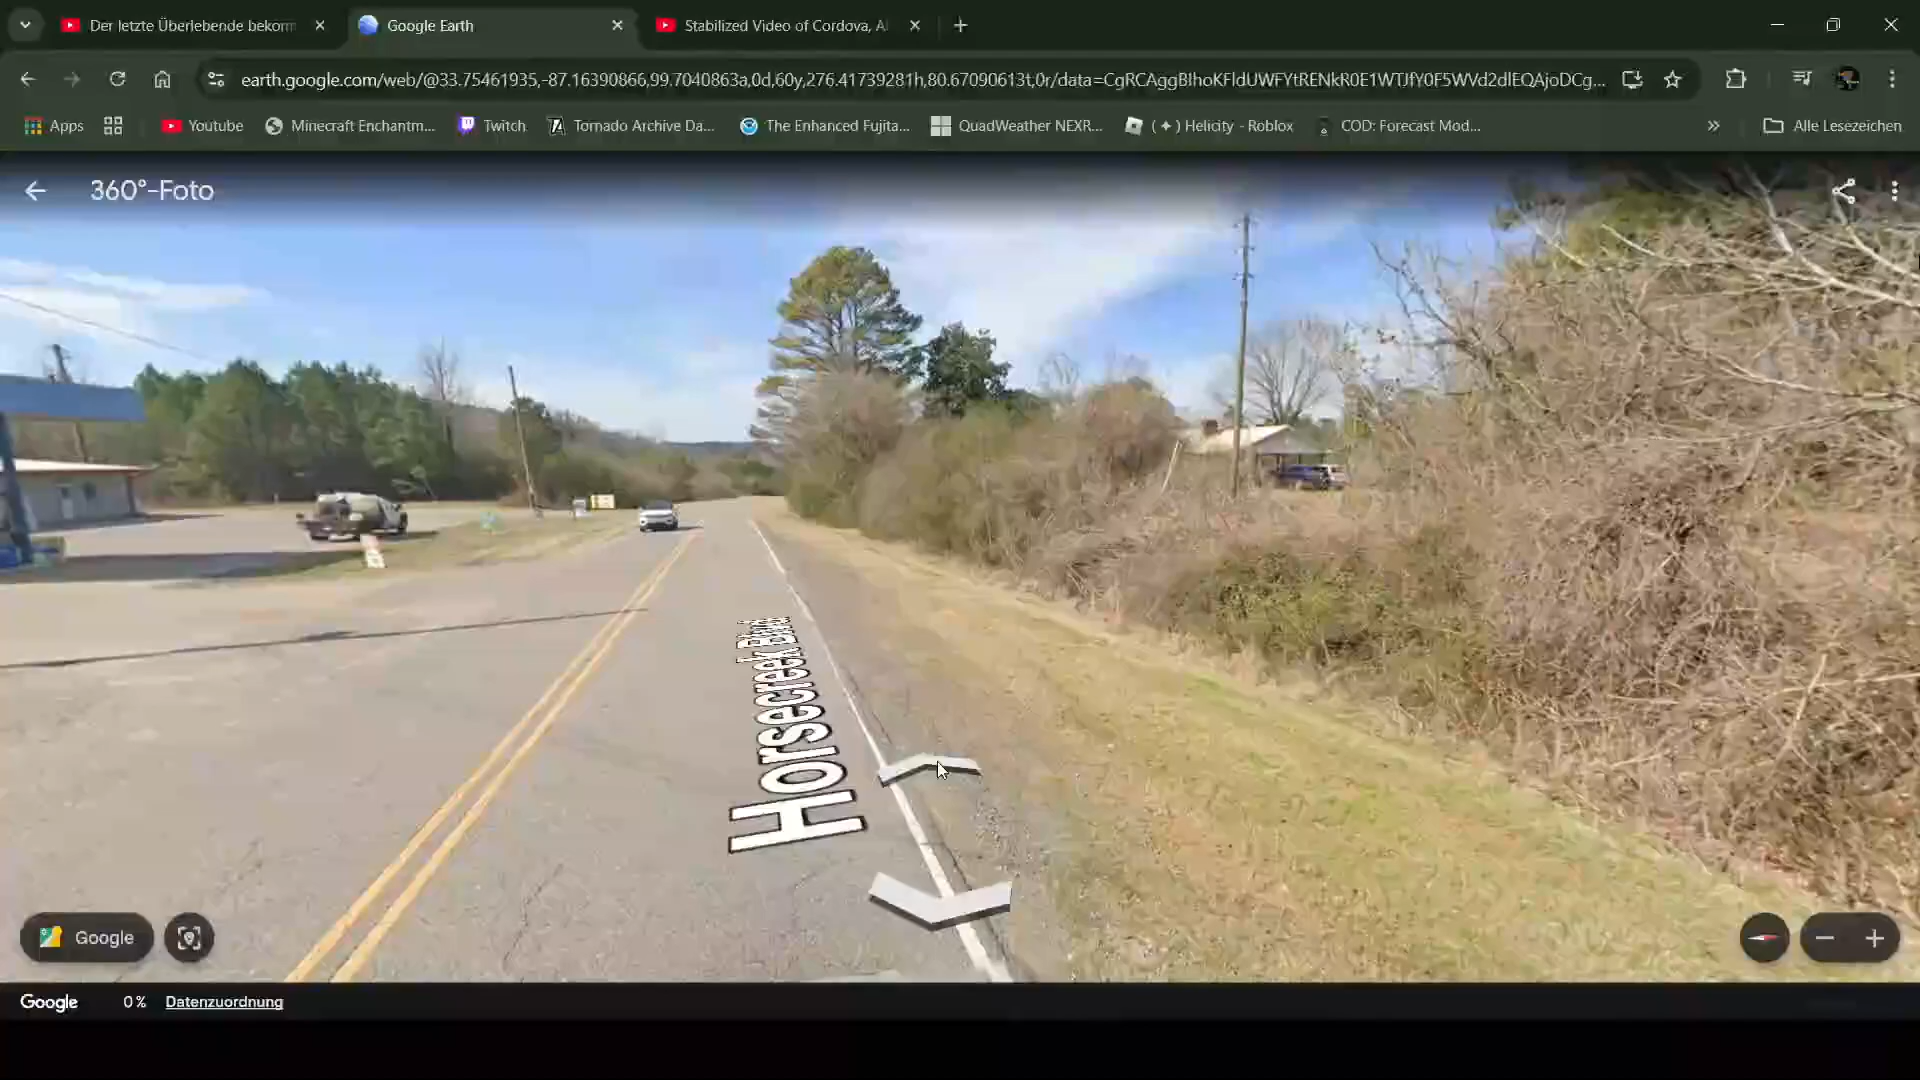 Der letzte Überlebende bekom
Google Earth
Stabilized Video of Cordova, Al
earth.google.com/web/@33.75461935,-87.16390866,99.7040863a,0d,60y,276.41739281h,80.67090613t,0r/data=CgRCAggBIhoKFldUWFYtRENkR0E1WTJfY0F5WVd2dlEQAjoDCg...
Apps
Youtube
Minecraft Enchantm...
Twitch
Tornado Archive Da...
The Enhanced Fujita...
QuadWeather NEXR...
( ✦ ) Helicity - Roblox
COD: Forecast Mod...
»
Alle Lesezeichen
360°-Foto
Horsecreek Blvd
Google
Google
0 %
Datenzuordnung